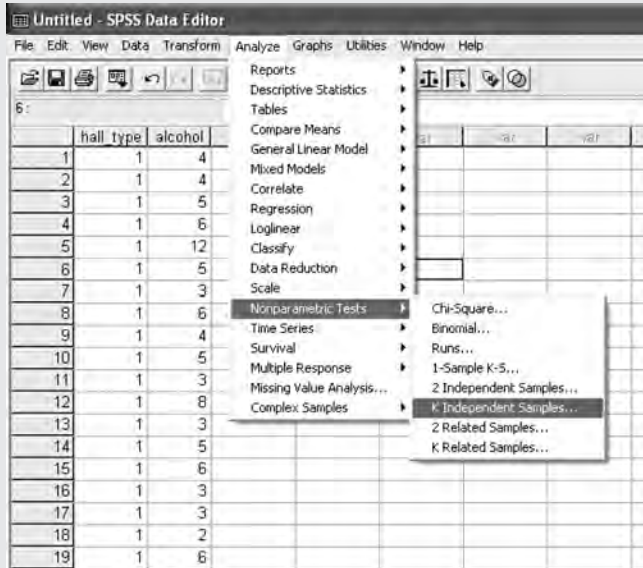 Untitled - SPSS Data Editor
File Edit View Data Transform Analyze Graphs Utilities Window Help
6 :
hall_type alcohol var var var
1 1 4
2 1 4
3 1 5
4 1 6
5 1 12
6 1 5
7 1 3
8 1 6
9 1 4
10 1 5
11 1 3
12 1 8
13 1 3
14 1 5
15 1 6
16 1 3
17 1 3
18 1 2
19 1 6
Reports
Descriptive Statistics
Tables
Compare Means
General Linear Model
Mixed Models
Correlate
Regression
Loglinear
Classify
Data Reduction
Scale
Nonparametric Tests
Time Series
Survival
Multiple Response
Missing Value Analysis...
Complex Samples
Chi-Square...
Binomial...
Runs...
1-Sample K-S...
2 Independent Samples...
K Independent Samples...
2 Related Samples...
K Related Samples...